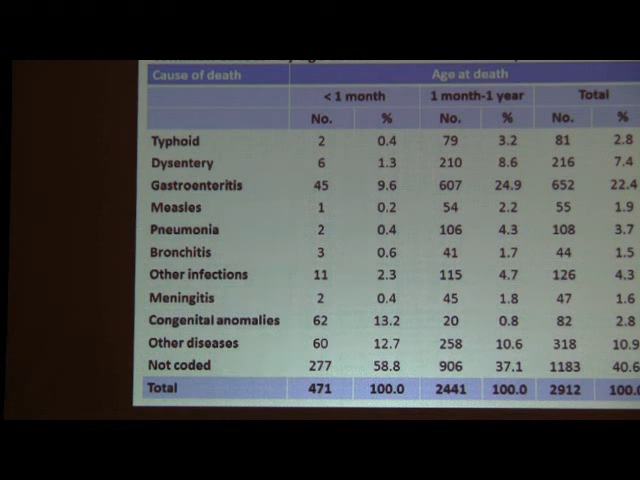 Cause of death Age at death
< 1 month 1 month-1 year Total
No. % No. % No. %
Typhoid 2 0.4 79 3.2 81 2.8
Dysentery 6 1.3 210 8.6 216 7.4
Gastroenteritis 45 9.6 607 24.9 652 22.4
Measles 1 0.2 54 2.2 55 1.9
Pneumonia 2 0.4 106 4.3 108 3.7
Bronchitis 3 0.6 41 1.7 44 1.5
Other infections 11 2.3 115 4.7 126 4.3
Meningitis 2 0.4 45 1.8 47 1.6
Congenital anomalies 62 13.2 20 0.8 82 2.8
Other diseases 60 12.7 258 10.6 318 10.9
Not coded 277 58.8 906 37.1 1183 40.6
Total 471 100.0 2441 100.0 2912 100.